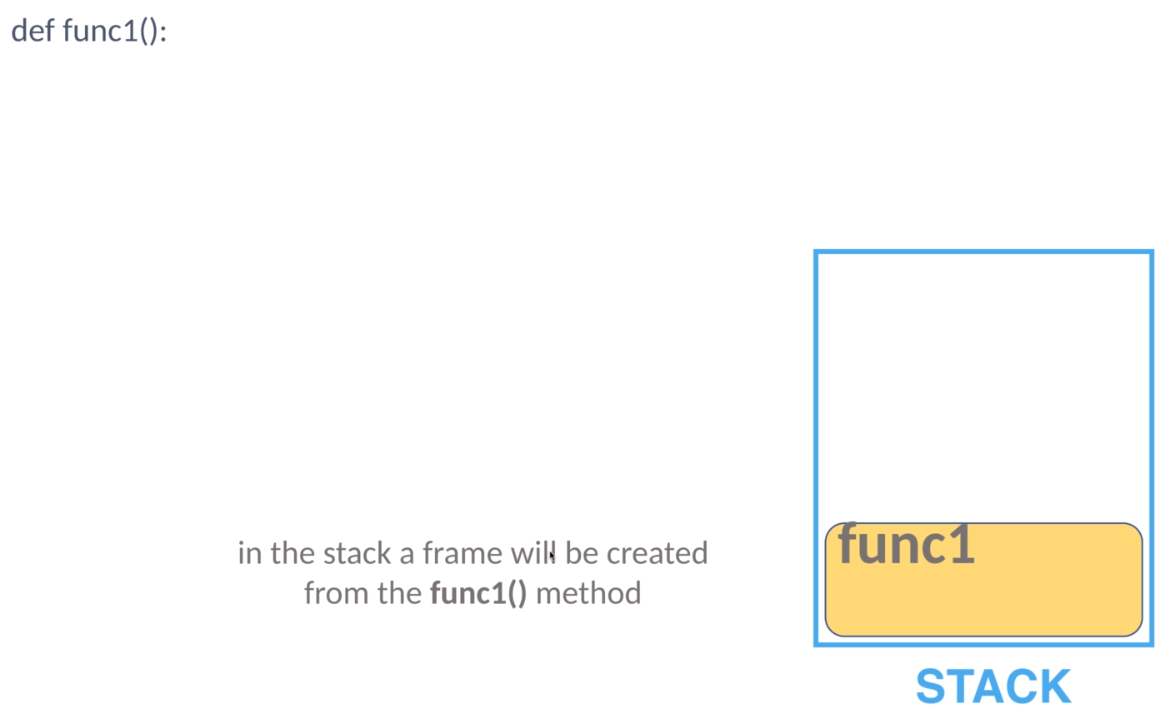 def func1():
func1
in the stack a frame will be created
from the func1() method
STACK